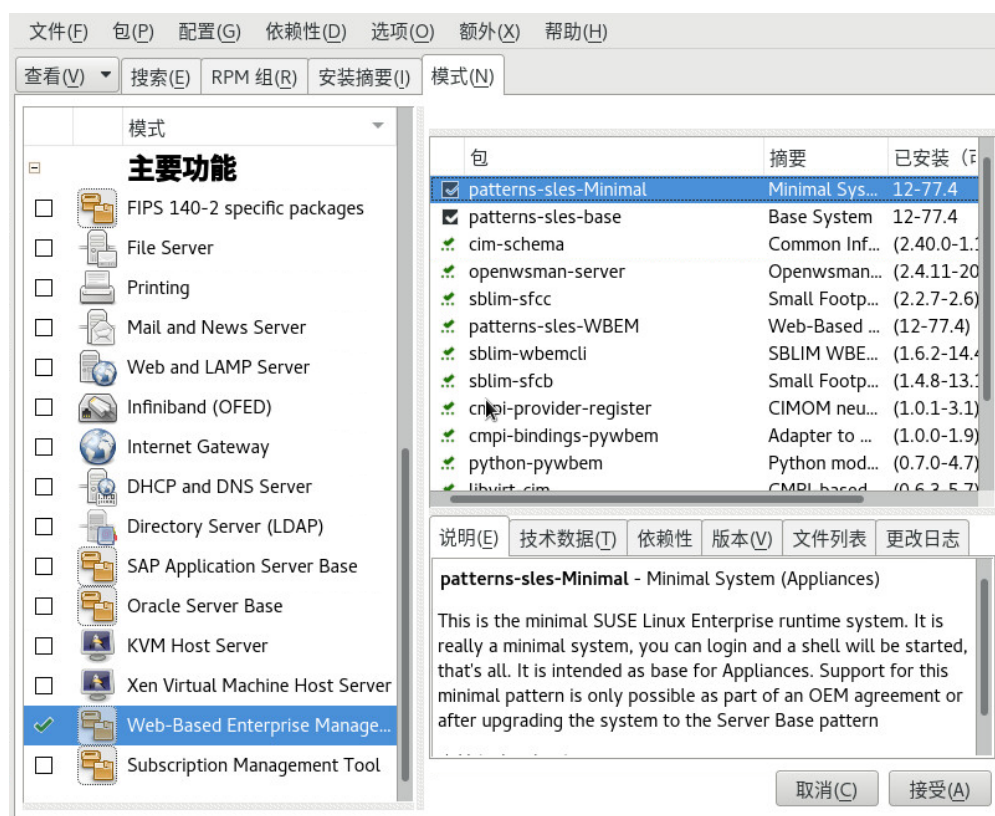 文件(F) 包(P) 配置(G) 依赖性(D) 选项(O) 额外(X) 帮助(H)
查看(V) 搜索(E) RPM 组(R) 安装摘要(I) 模式(N)
模式
主要功能
FIPS 140-2 specific packages
File Server
Printing
Mail and News Server
Web and LAMP Server
Infiniband (OFED)
Internet Gateway
DHCP and DNS Server
Directory Server (LDAP)
SAP Application Server Base
Oracle Server Base
KVM Host Server
Xen Virtual Machine Host Server
Web-Based Enterprise Manage...
Subscription Management Tool
包 摘要 已安装（
patterns-sles-Minimal Minimal Sys... 12-77.4
patterns-sles-base Base System 12-77.4
cim-schema Common Inf... (2.40.0-1.1
openwsman-server Openwsman... (2.4.11-20
sblim-sfcc Small Footp... (2.2.7-2.6)
patterns-sles-WBEM Web-Based ... (12-77.4)
sblim-wbemcli SBLIM WBE... (1.6.2-14.4
sblim-sfcb Small Footp... (1.4.8-13.1
cmpi-provider-register CIMOM neu... (1.0.1-3.1)
cmpi-bindings-pywbem Adapter to ... (1.0.0-1.9)
python-pywbem Python mod... (0.7.0-4.7)
libvirt-cim CMPI-based (0.6.3-5.7)
说明(E) 技术数据(T) 依赖性 版本(V) 文件列表 更改日志
patterns-sles-Minimal - Minimal System (Appliances)
This is the minimal SUSE Linux Enterprise runtime system. It is
really a minimal system, you can login and a shell will be started,
that's all. It is intended as base for Appliances. Support for this
minimal pattern is only possible as part of an OEM agreement or
after upgrading the system to the Server Base pattern
取消(C) 接受(A)